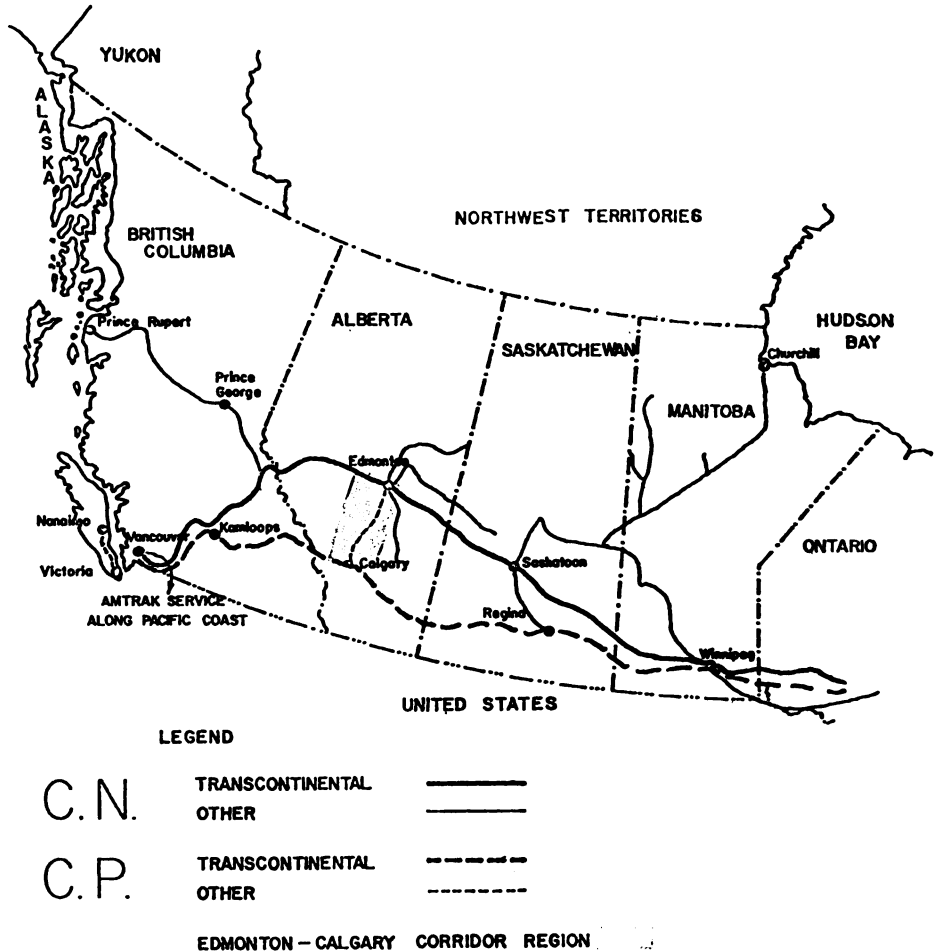 YUKON
ALASKA
NORTHWEST TERRITORIES
BRITISH
COLUMBIA
Prince Rupert
ALBERTA
HUDSON
BAY
SASKATCHEWAN
Churchill
Prince
George
MANITOBA
Edmonton
Nanaimo
Kamloops
Vancouver
ONTARIO
Calgary
Saskatoon
Victoria
AMTRAK SERVICE
ALONG PACIFIC COAST
Regina
Winnipeg
UNITED STATES
LEGEND
C.N.
TRANSCONTINENTAL
OTHER
C.P.
TRANSCONTINENTAL
OTHER
EDMONTON - CALGARY CORRIDOR REGION